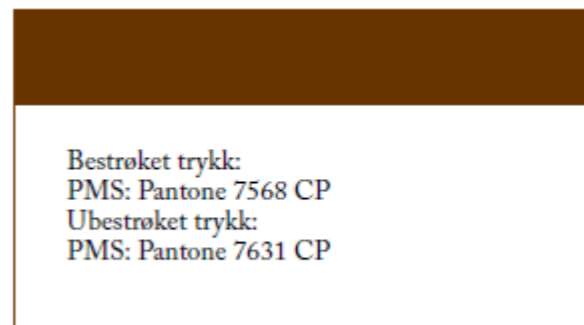 Bestrøket trykk:
PMS: Pantone 7568 CP
Ubestrøket trykk:
PMS: Pantone 7631 CP